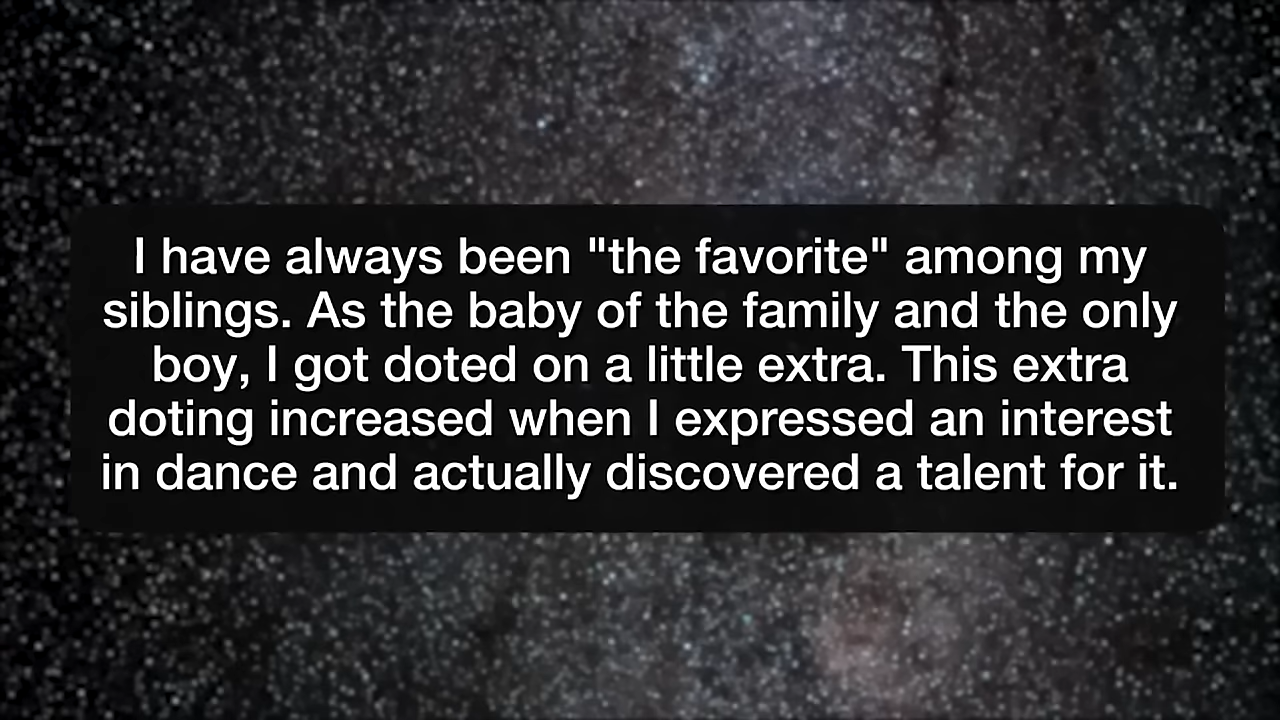 I have always been "the favorite" among my
siblings. As the baby of the family and the only
boy, I got doted on a little extra. This extra
doting increased when I expressed an interest
in dance and actually discovered a talent for it.